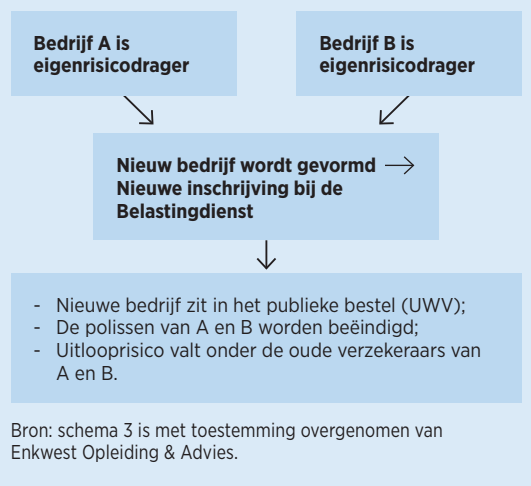 Bedrijf A is
eigenrisicodrager
Bedrijf B is
eigenrisicodrager
Nieuw bedrijf wordt gevormd →
Nieuwe inschrijving bij de
Belastingdienst
- Nieuwe bedrijf zit in het publieke bestel (UWV);
- De polissen van A en B worden beëindigd;
- Uitlooprisico valt onder de oude verzekeraars van
A en B.
Bron: schema 3 is met toestemming overgenomen van
Enkwest Opleiding & Advies.